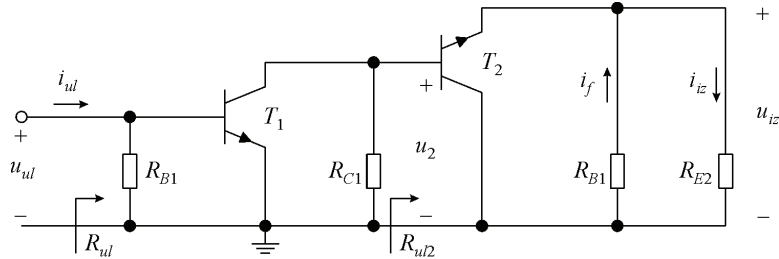 +
i_ul
T_1
T_2
i_f
i_iz
+
u_iz
+
u_ul
R_B1
R_C1
u_2
R_B1
R_E2
−
−
−
R_ul
R_ul2